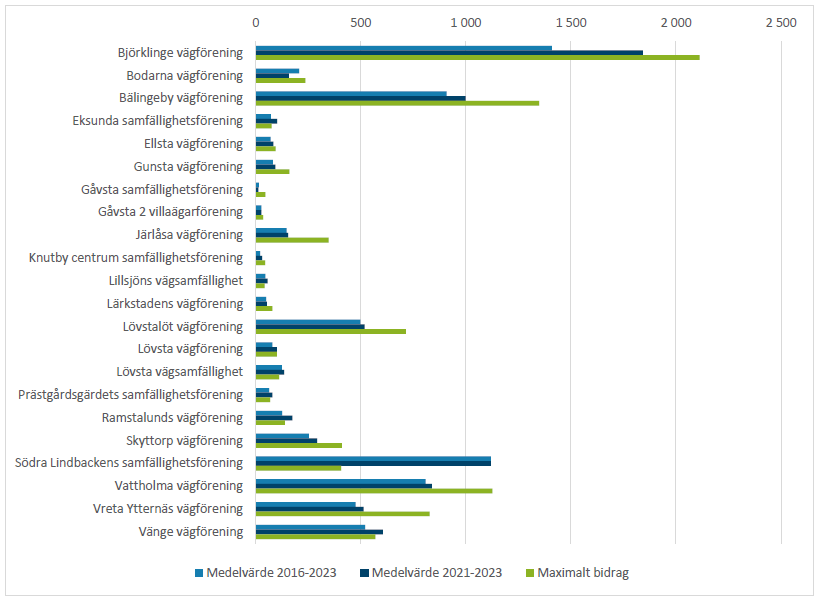 0 500 1 000 1 500 2 000 2 500
Björklinge vägförening
Bodarna vägförening
Bälingeby vägförening
Eksunda samfällighetsförening
Ellsta vägförening
Gunsta vägförening
Gåvsta samfällighetsförening
Gåvsta 2 villaägarförening
Järlåsa vägförening
Knutby centrum samfällighetsförening
Lillsjöns vägsamfällighet
Lärkstadens vägförening
Lövstalöt vägförening
Lövsta vägförening
Lövsta vägsamfällighet
Prästgårdsgärdets samfällighetsförening
Ramstalunds vägförening
Skyttorp vägförening
Södra Lindbackens samfällighetsförening
Vattholma vägförening
Vreta Ytternäs vägförening
Vänge vägförening
Medelvärde 2016-2023 Medelvärde 2021-2023 Maximalt bidrag